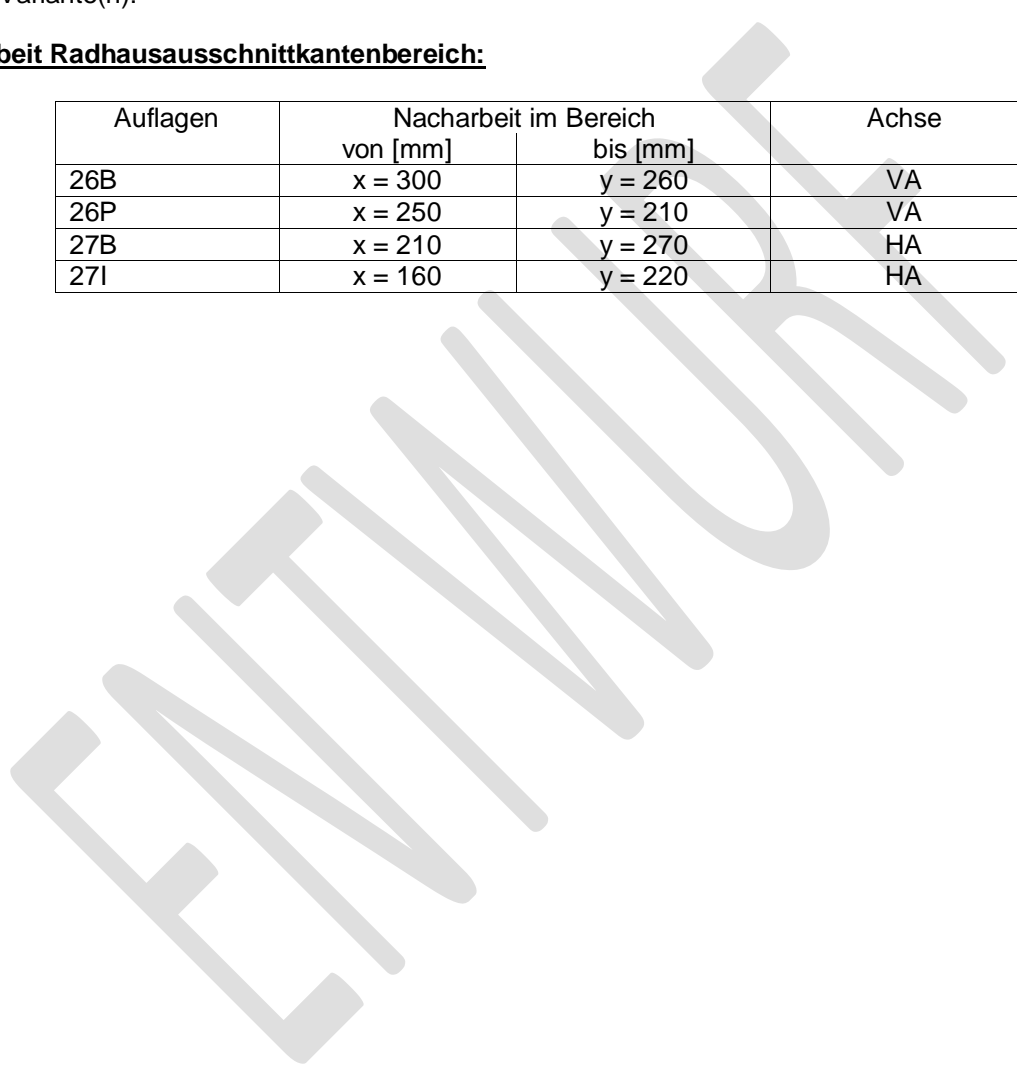 beit Radhausausschnittkantenbereich:
Auflagen Nacharbeit im Bereich Achse
von [mm] bis [mm]
26B x = 300 y = 260 VA
26P x = 250 y = 210 VA
27B x = 210 y = 270 HA
27I x = 160 y = 220 HA
ENTWURF